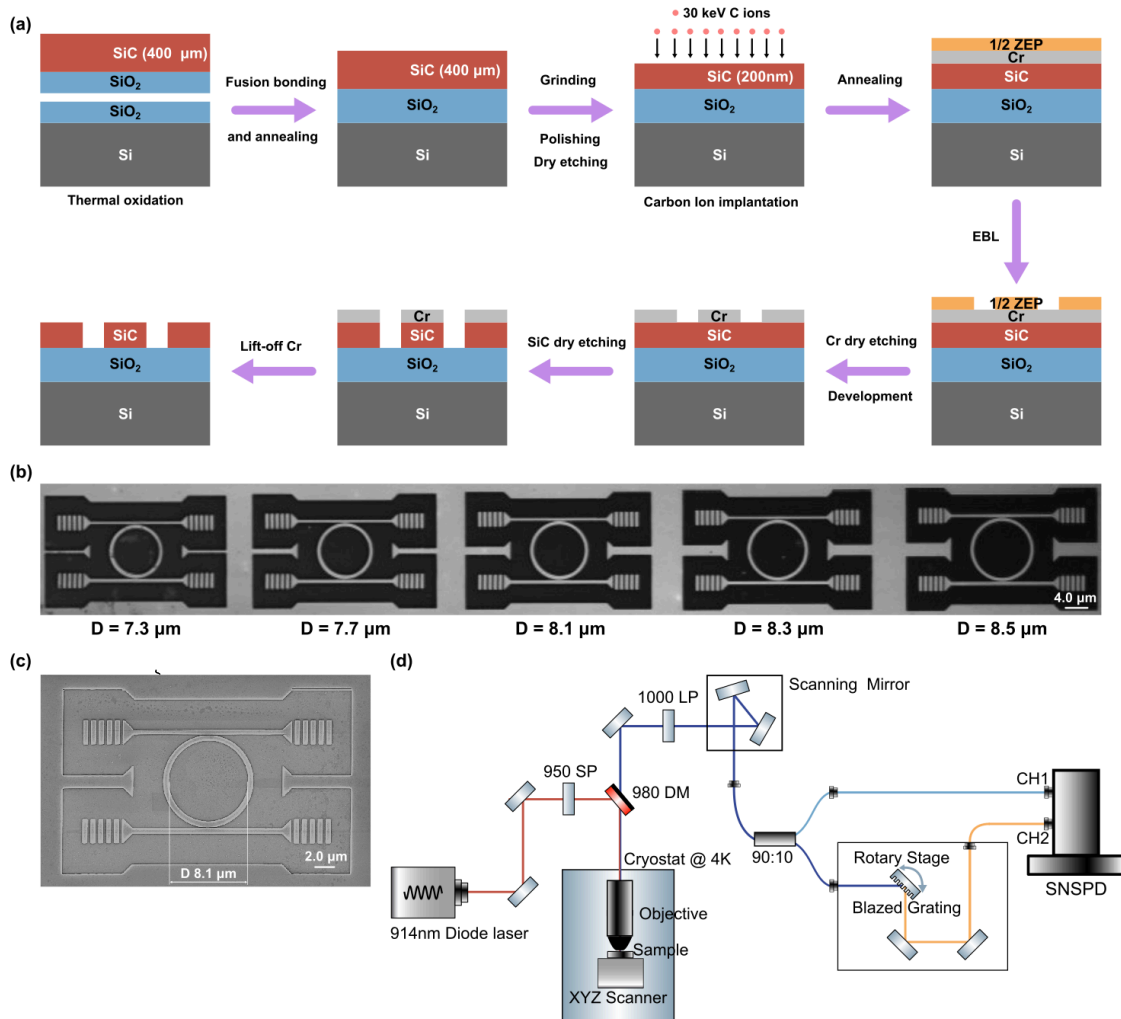 (a)
30 keV C ions
SiC (400 μm)
SiO₂
SiO₂
Si
Thermal oxidation
Fusion bonding
and annealing
SiC (400 μm)
SiO₂
Si
Grinding
Polishing
Dry etching
SiC (200nm)
SiO₂
Si
Carbon Ion implantation
Annealing
1/2 ZEP
Cr
SiC
SiO₂
Si
EBL
1/2 ZEP
Cr
SiC
SiO₂
Si
Cr dry etching
Development
Cr
SiC
SiO₂
Si
SiC dry etching
Cr
SiC
SiO₂
Si
Lift-off Cr
SiC
SiO₂
Si
(b)
4.0 μm
D = 7.3 μm
D = 7.7 μm
D = 8.1 μm
D = 8.3 μm
D = 8.5 μm
(c)
2.0 μm
D 8.1 μm
(d)
1000 LP
Scanning Mirror
950 SP
980 DM
CH1
CH2
90:10
Cryostat @ 4K
Rotary Stage
Blazed Grating
SNSPD
Objective
Sample
XYZ Scanner
914nm Diode laser